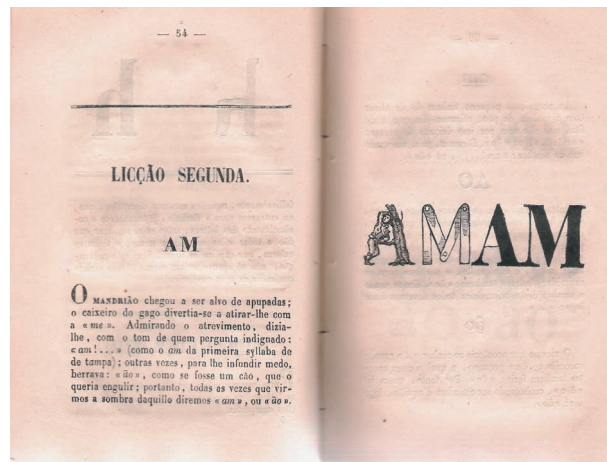 — 54 —
LICÇÃO SEGUNDA.
AM
O MANDRIÃO chegou a ser alvo de apupadas;
o caixeiro do gago divertia-se a atirar-lhe com
a «me». Admirando o atrevimento, dizia-
lhe, com o tom de quem pergunta indignado:
«am!...» (como o am da primeira syllaba de
de tampa); outras vezes, para lhe infundir medo,
berrava: «ão», como se fosse um cão, que o
queria engulir; portanto, todas as vezes que vir-
mos a sombra daquillo diremos «am», ou «ão».
AMAM